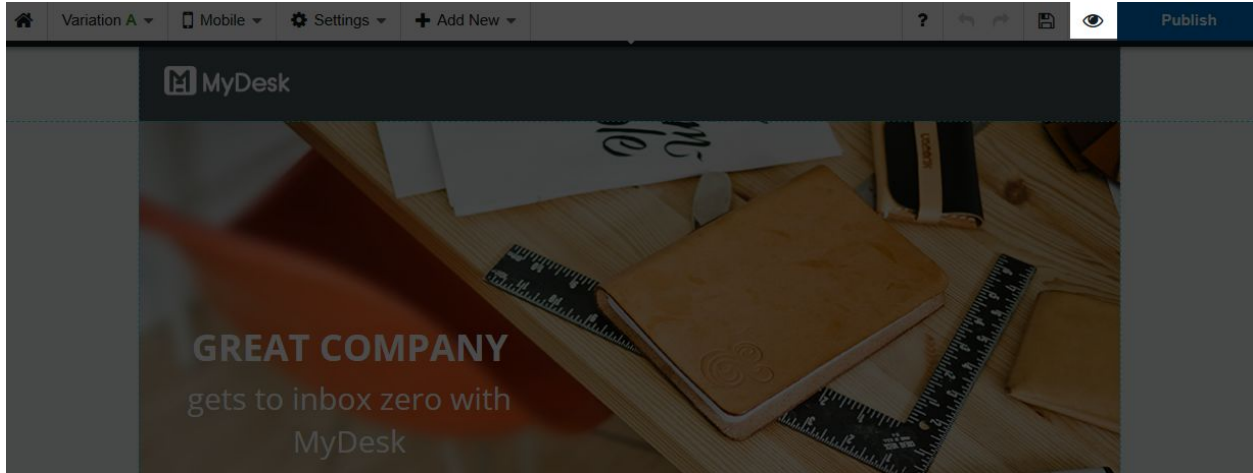 Variation A Mobile Settings + Add New ? Publish
MyDesk
GREAT COMPANY
gets to inbox zero with
MyDesk